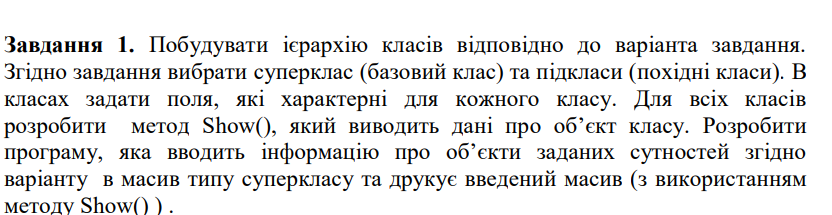 Завдання 1. Побудувати ієрархію класів відповідно до варіанта завдання.
Згідно завдання вибрати суперклас (базовий клас) та підкласи (похідні класи). В
класах задати поля, які характерні для кожного класу. Для всіх класів
розробити метод Show(), який виводить дані про об’єкт класу. Розробити
програму, яка вводить інформацію про об’єкти заданих сутностей згідно
варіанту в масив типу суперкласу та друкує введений масив (з використанням
методу Show() ) .